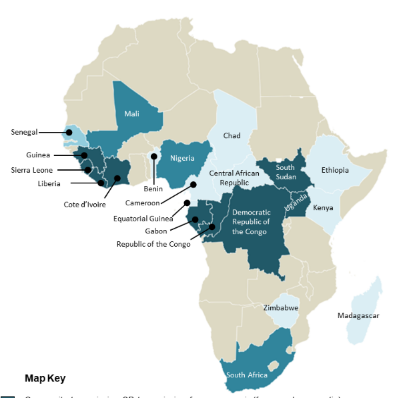 Mali
Senegal
Chad
Guinea
Nigeria
South
Sudan
Ethiopia
Sierra Leone
Central African
Republic
Liberia
Benin
Cote d'Ivoire
Cameroon
Uganda
Kenya
Equatorial Guinea
Democratic
Republic of
the Congo
Gabon
Republic of the Congo
Zimbabwe
Madagascar
South Africa
Map Key